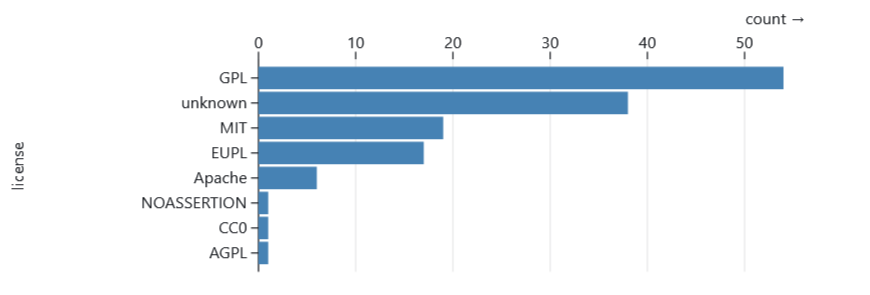 count →
0 10 20 30 40 50
GPL
unknown
MIT
EUPL
Apache
NOASSERTION
CC0
AGPL
license